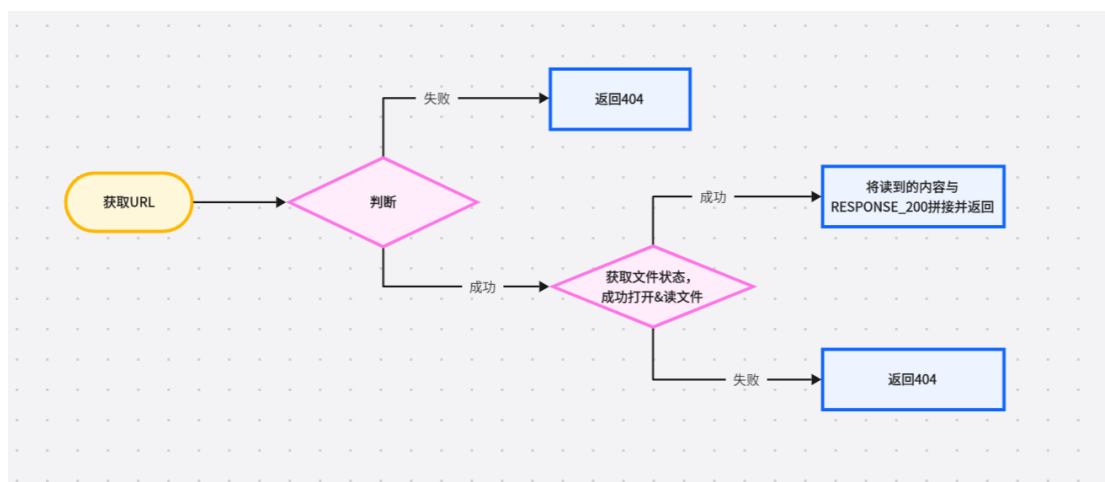 失败
返回404
获取URL
判断
成功
将读到的内容与
RESPONSE_200拼接并返回
成功
获取文件状态，
成功打开&读文件
失败
返回404